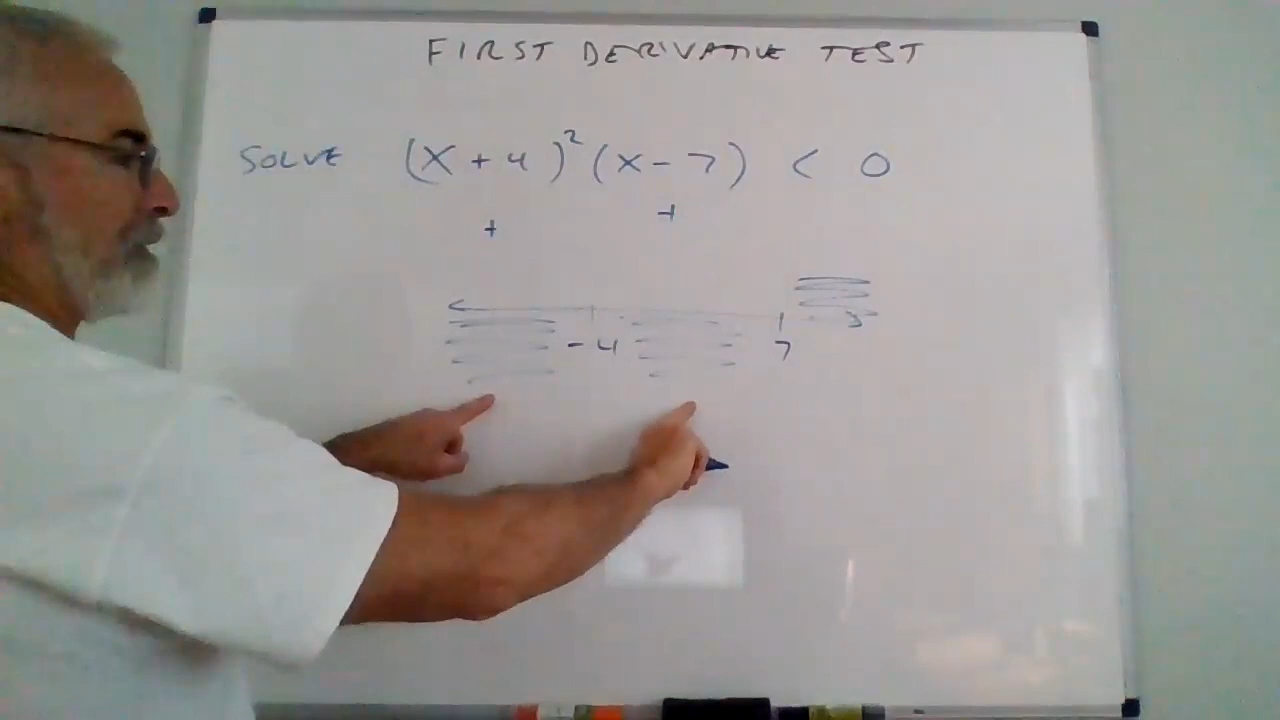 FIRST DERIVATIVE TEST
SOLVE (x + 4)² (x - 7) < 0
+ +
-4 7